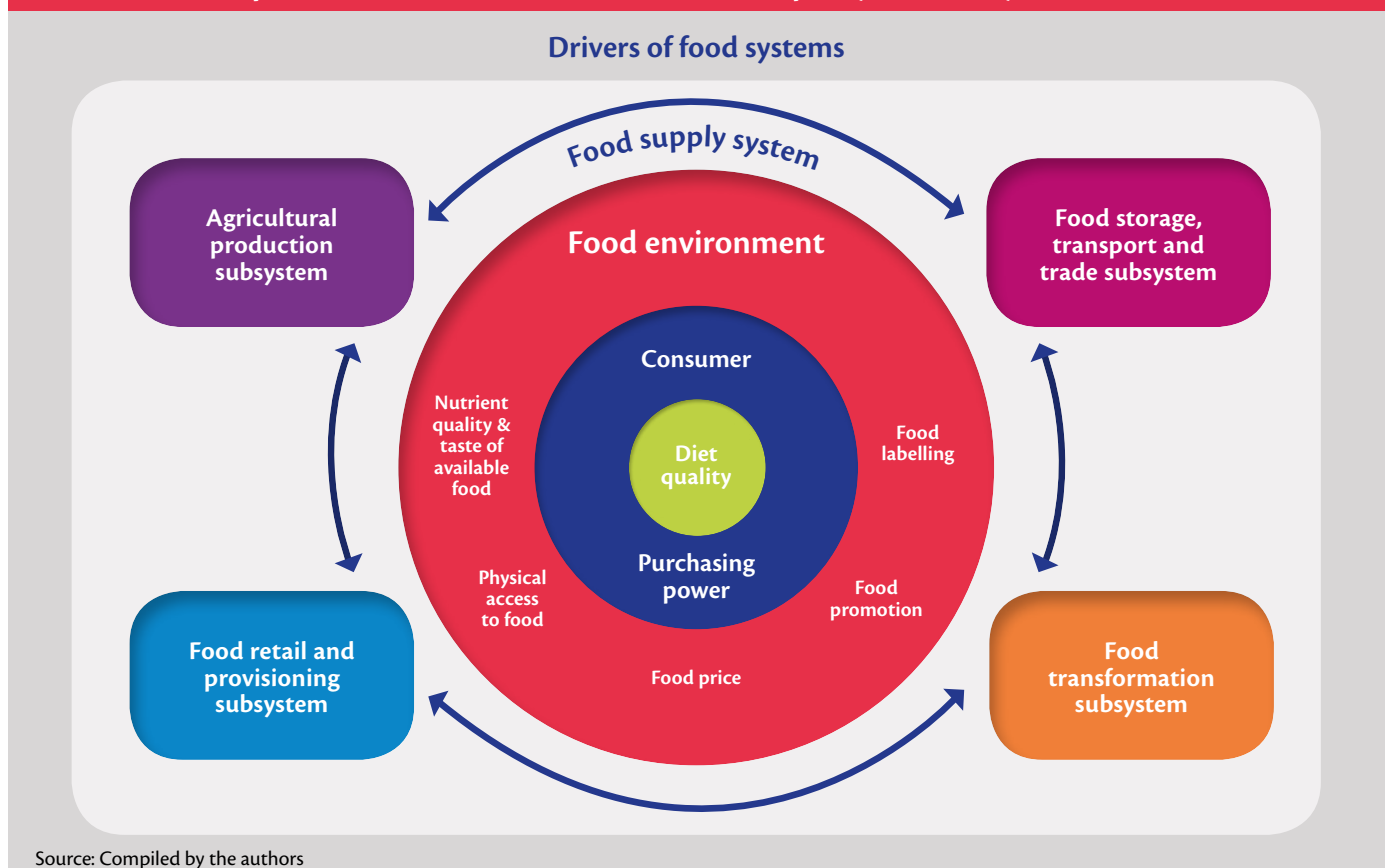 Drivers of food systems
Food supply system
Agricultural
production
subsystem
Food storage,
transport and
trade subsystem
Food environment
Consumer
Nutrient
quality &
taste of
available
food
Diet
quality
Food
labelling
Purchasing
power
Physical
access
to food
Food
promotion
Food price
Food retail and
provisioning
subsystem
Food
transformation
subsystem
Source: Compiled by the authors